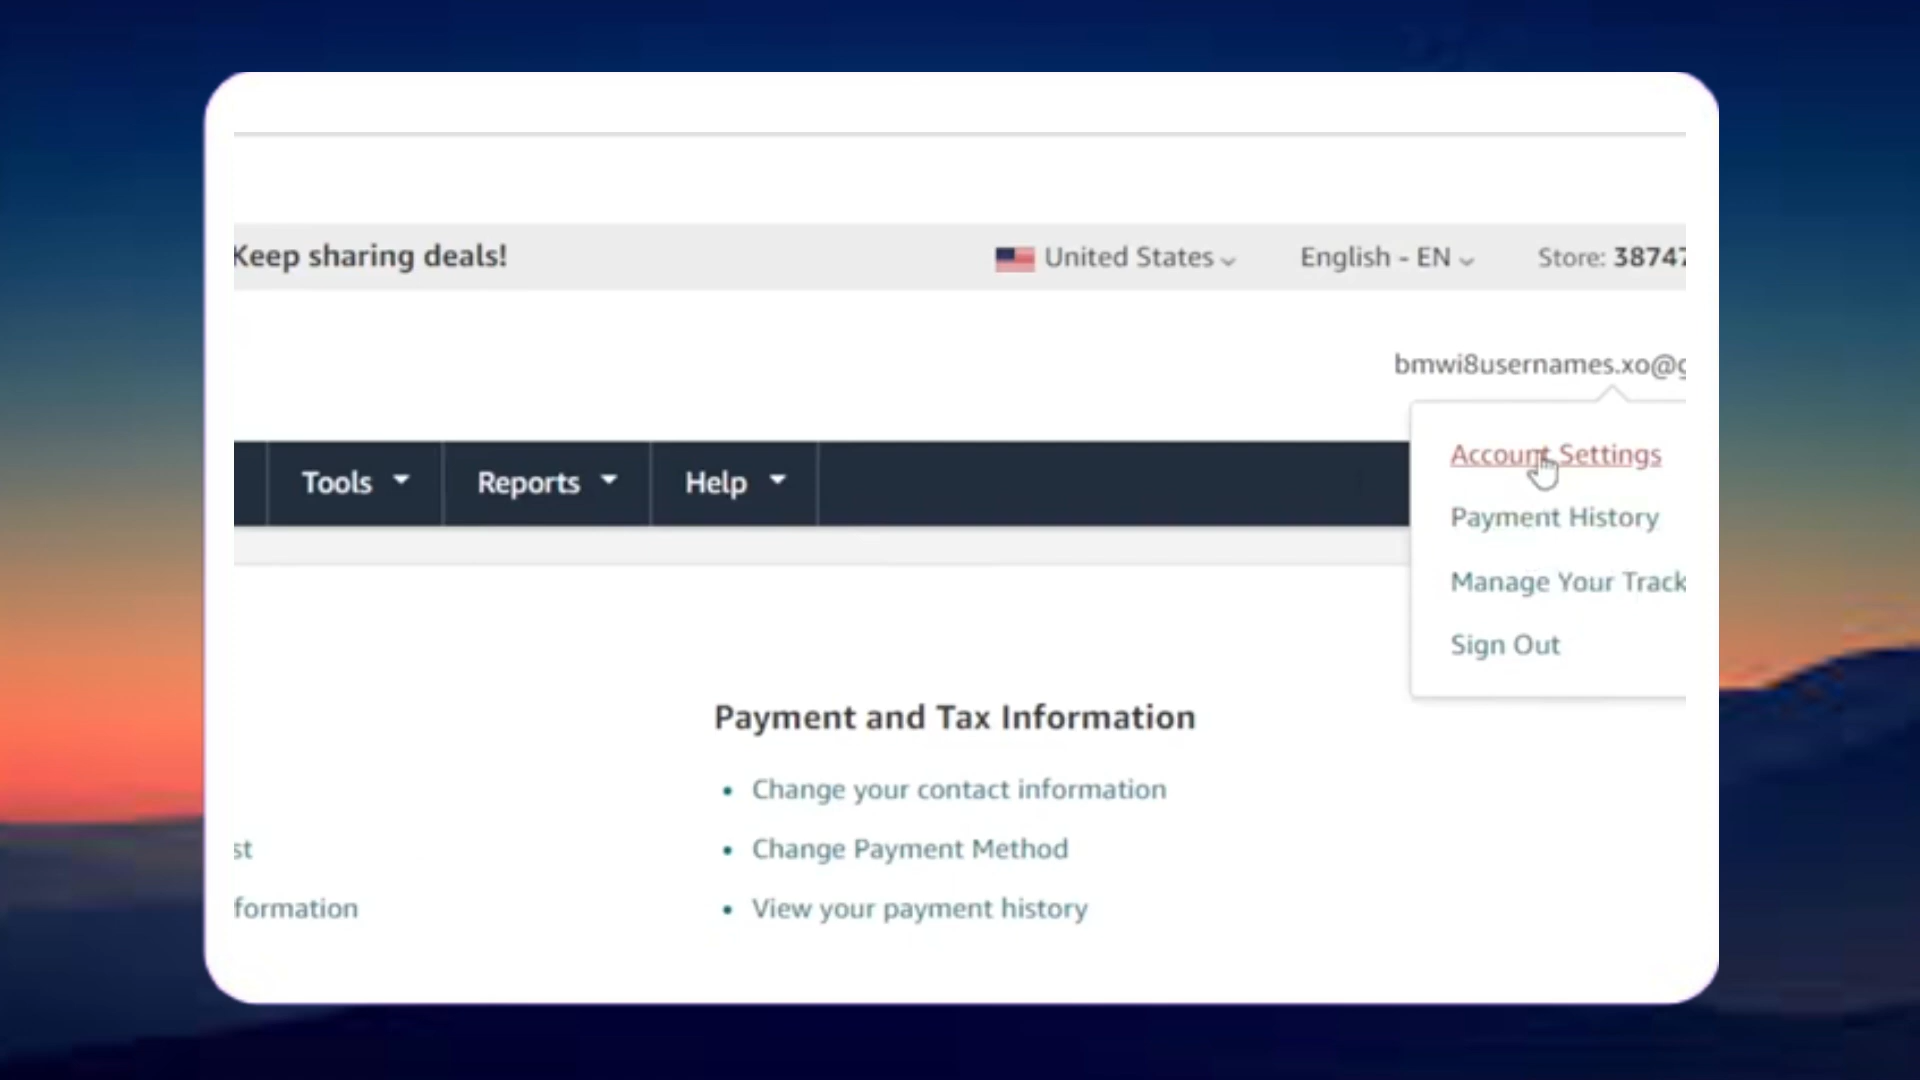 Keep sharing deals!
United States
English - EN
Store: 38747
bmwi8usernames.xo@g
Account Settings
Payment History
Manage Your Track
Sign Out
Tools
Reports
Help
Payment and Tax Information
• Change your contact information
• Change Payment Method
• View your payment history
st
formation